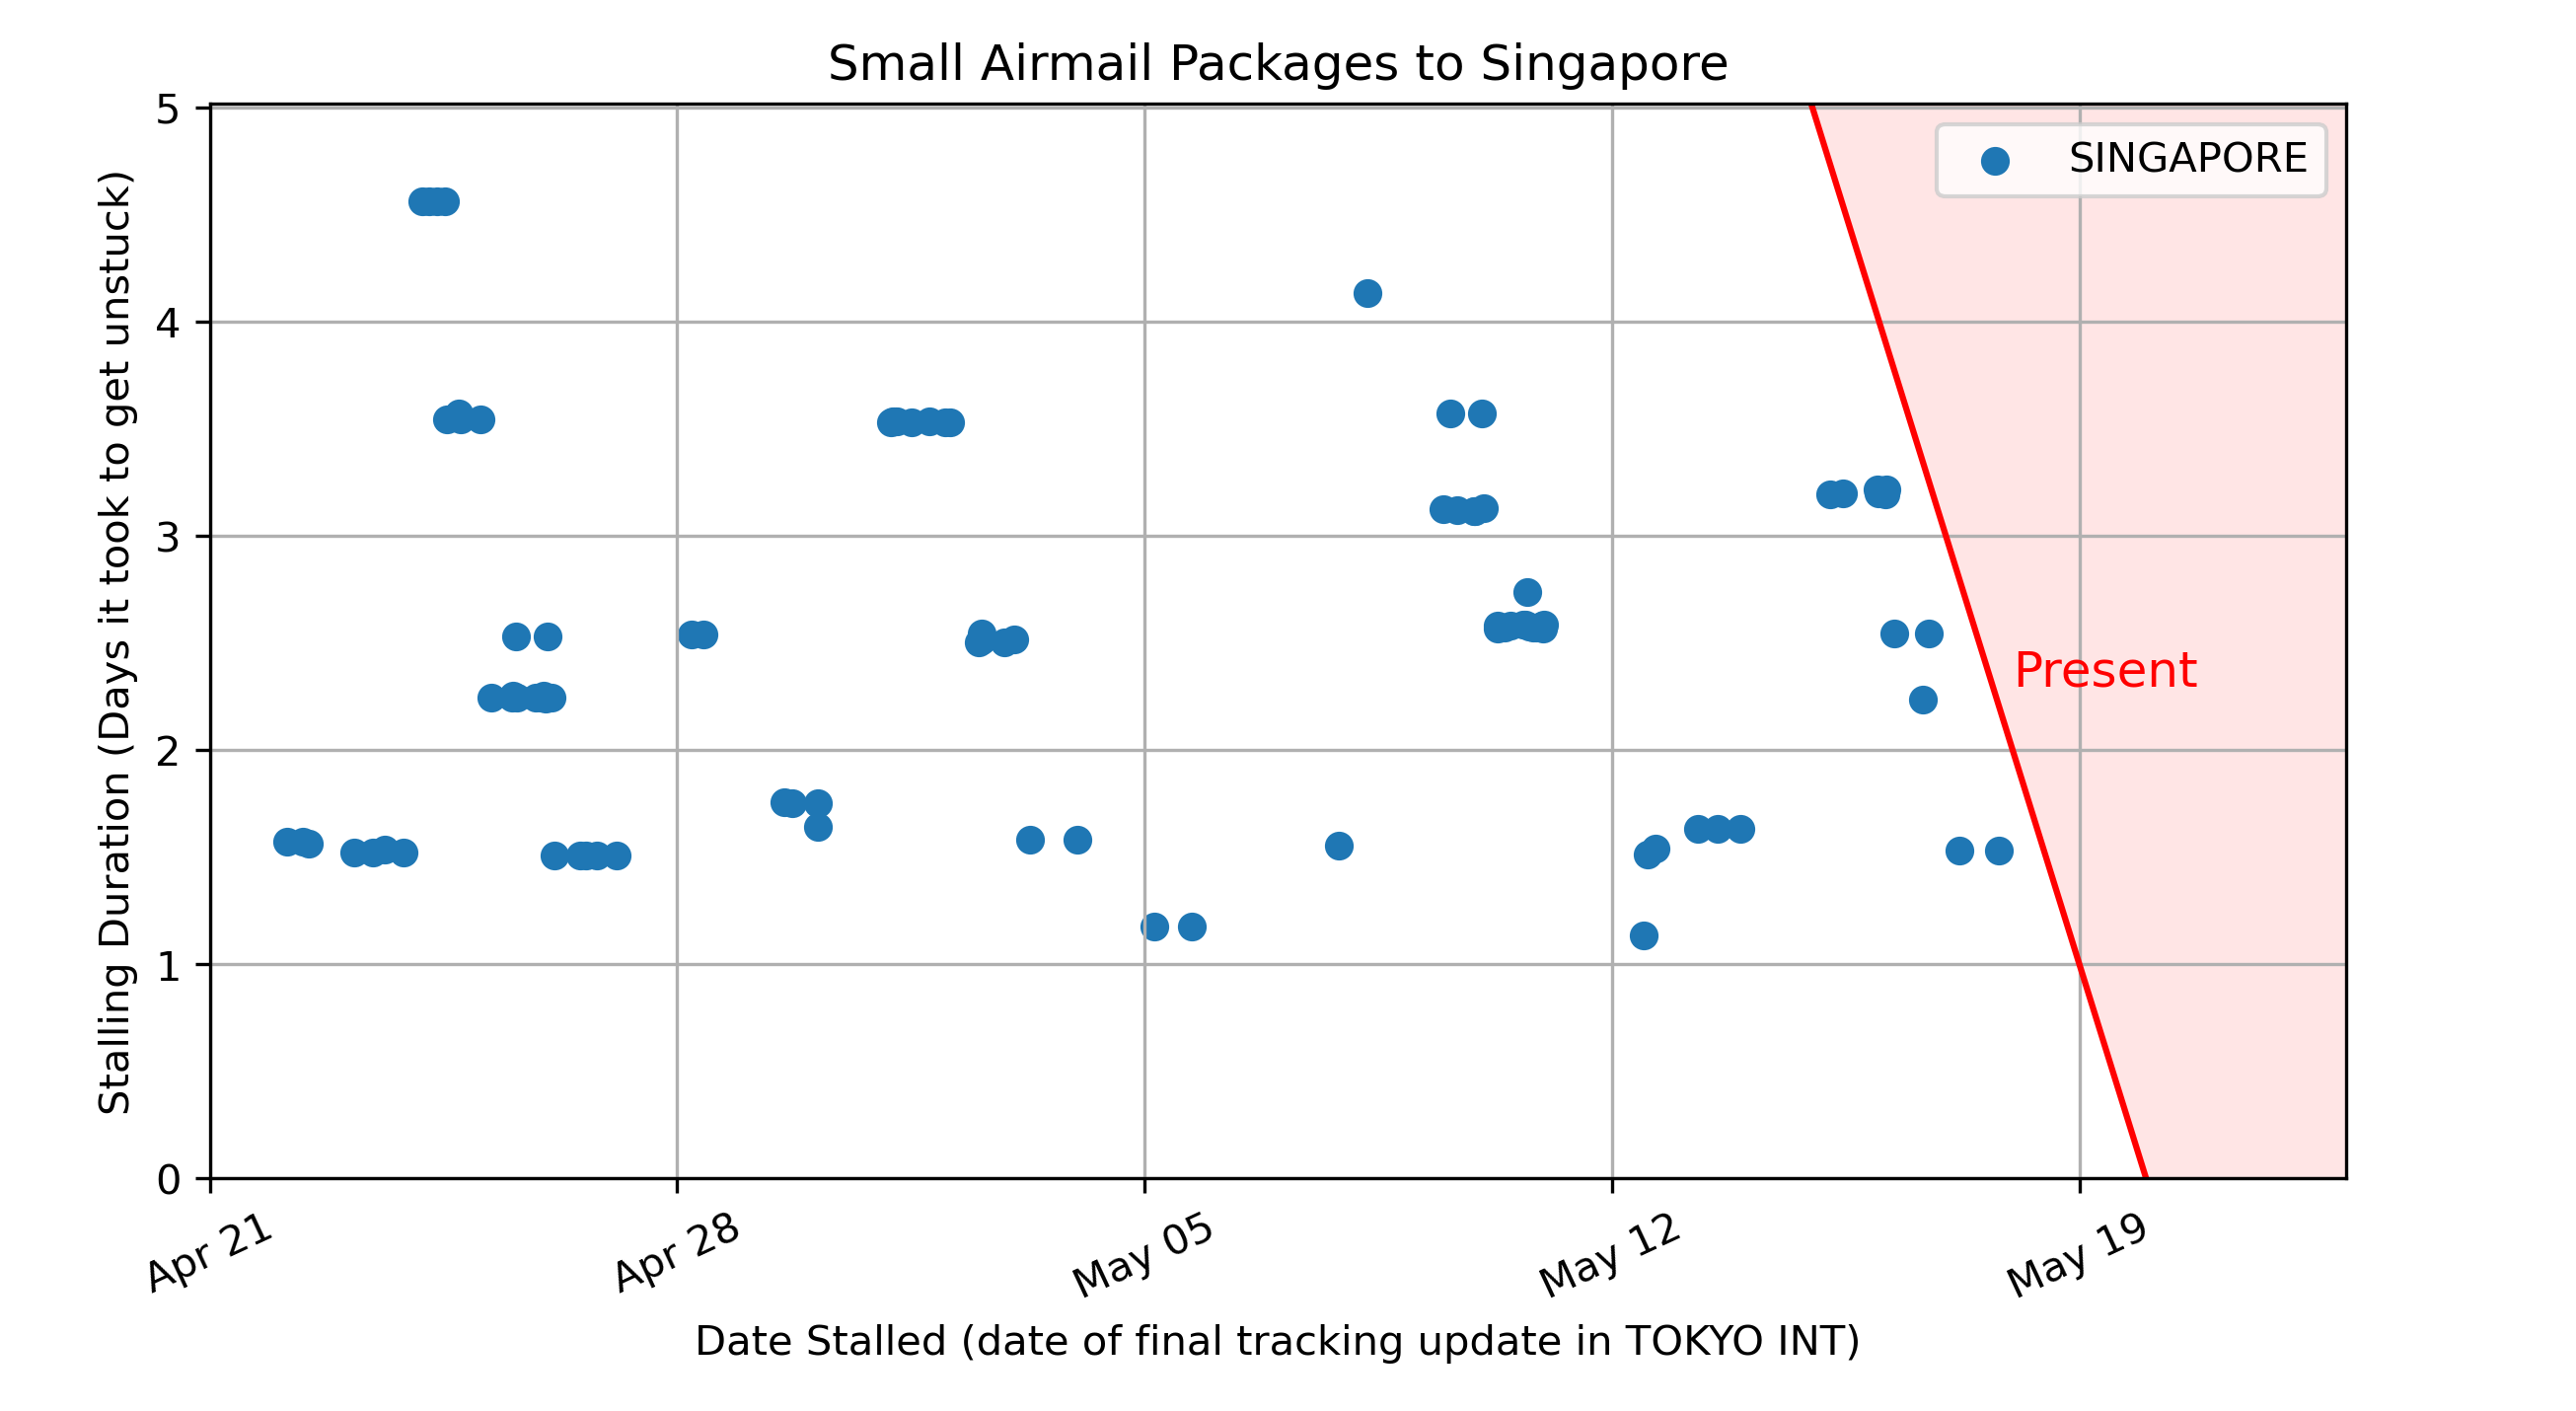 Small Airmail Packages to Singapore
Stalling Duration (Days it took to get unstuck)
5
4
3
2
1
0
SINGAPORE
Present
Apr 21
Apr 28
May 05
May 12
May 19
Date Stalled (date of final tracking update in TOKYO INT)